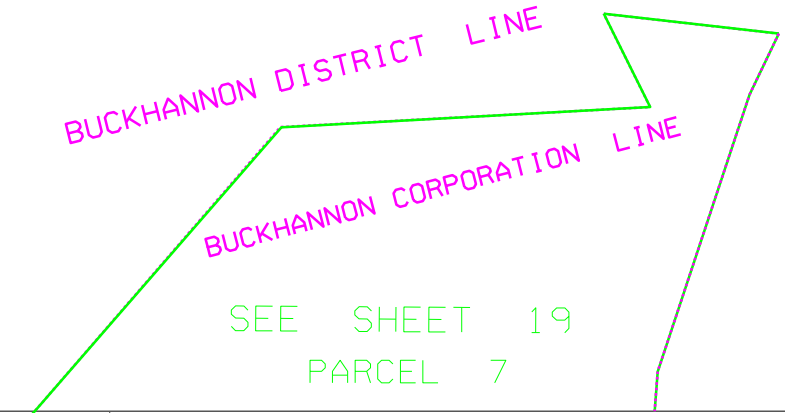 BUCKHANNON DISTRICT LINE
BUCKHANNON CORPORATION LINE
SEE SHEET 19
PARCEL 7